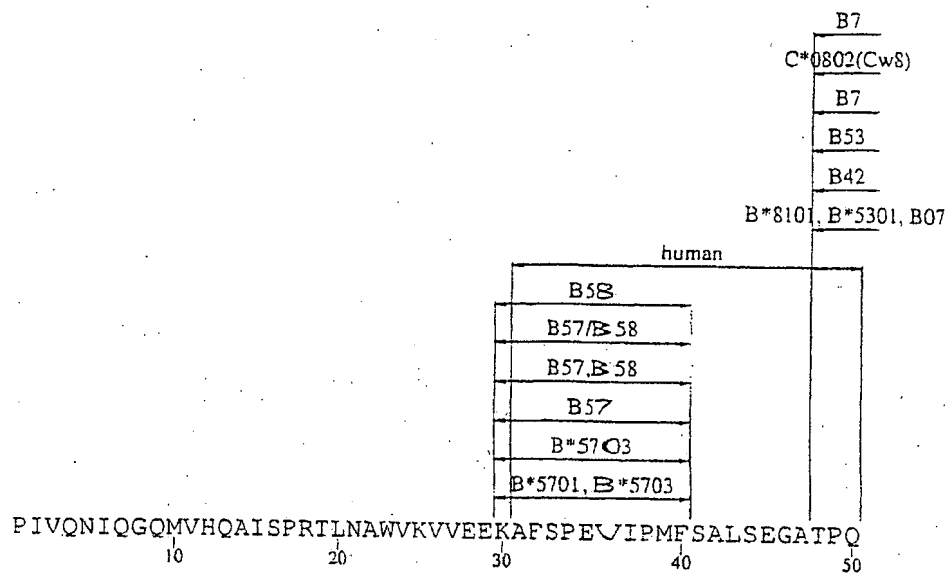 B7
C*0802(Cw8)
B7
B53
B42
B*8101, B*5301, B07
human
B58
B57/B58
B57,B58
B57
B*5703
B*5701, B*5703
PIVQNIQGQMVHQAISPRTLNAWVKVVEEKAFSPEVIPMFSALSEGATPQ
10 20 30 40 50